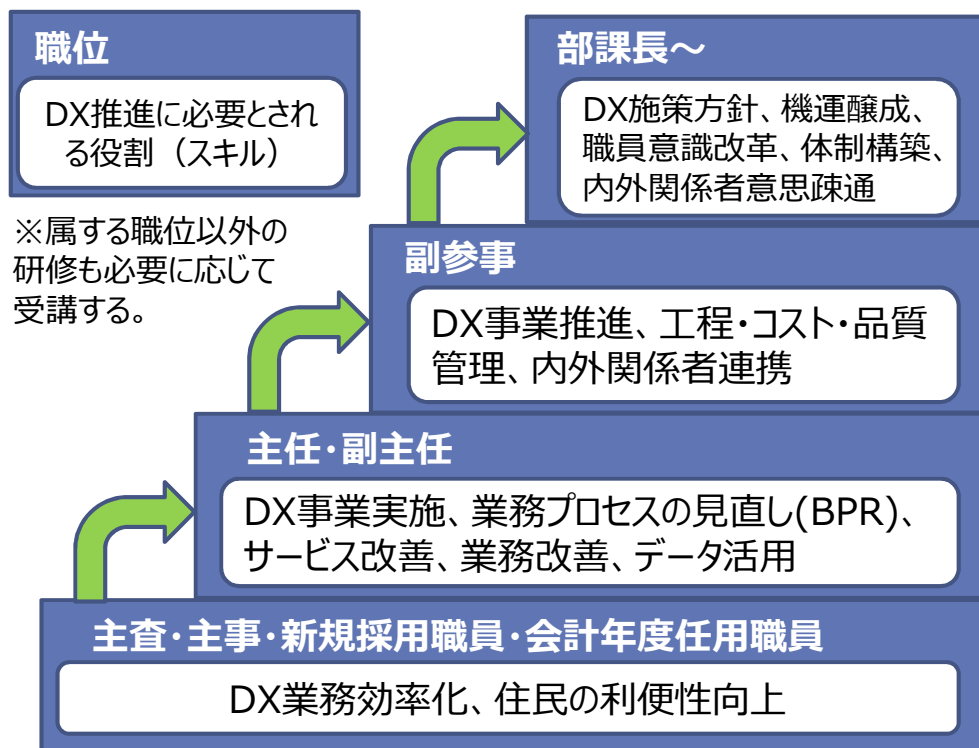 職位
DX推進に必要とされ
る役割（スキル）
※属する職位以外の
研修も必要に応じて
受講する。
部課長～
DX施策方針、機運醸成、
職員意識改革、体制構築、
内外関係者意思疎通
副参事
DX事業推進、工程・コスト・品質
管理、内外関係者連携
主任・副主任
DX事業実施、業務プロセスの見直し(BPR)、
サービス改善、業務改善、データ活用
主査・主事・新規採用職員・会計年度任用職員
DX業務効率化、住民の利便性向上